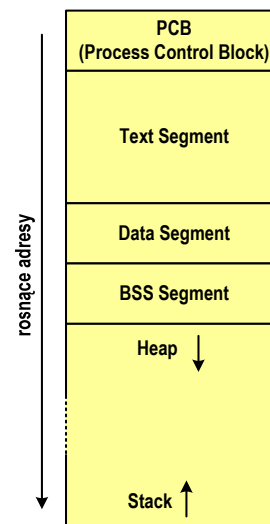 PCB
(Process Control Block)
Text Segment
Data Segment
BSS Segment
Heap
Stack
rosnące adresy